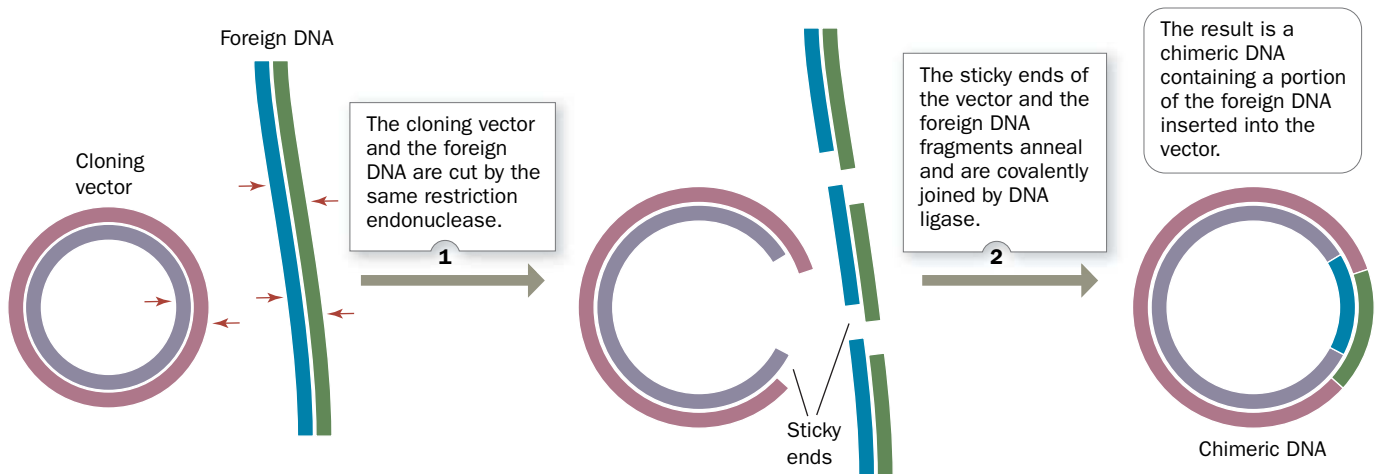 Foreign DNA
Cloning
vector
The cloning vector
and the foreign
DNA are cut by the
same restriction
endonuclease.
1
Sticky
ends
The sticky ends of
the vector and the
foreign DNA
fragments anneal
and are covalently
joined by DNA
ligase.
2
The result is a
chimeric DNA
containing a portion
of the foreign DNA
inserted into the
vector.
Chimeric DNA